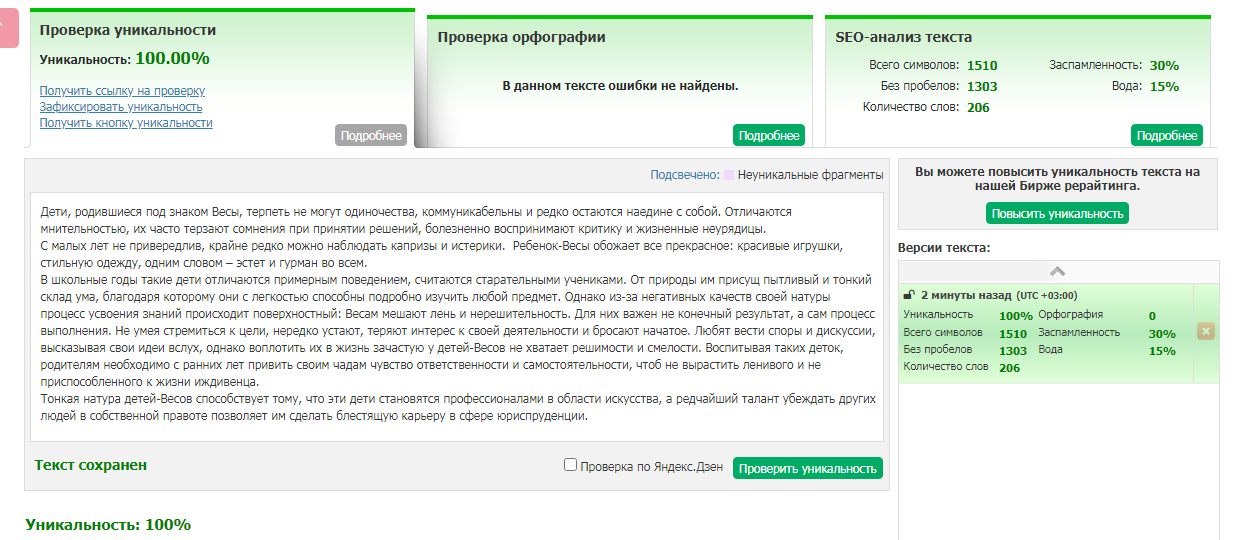 Проверка уникальности
Уникальность: 100.00%
Получить ссылку на проверку
Зафиксировать уникальность
Получить кнопку уникальности
Подробнее
Проверка орфографии
В данном тексте ошибки не найдены.
Подробнее
SEO-анализ текста
Всего символов: 1510 Заспамленность: 30%
Без пробелов: 1303 Вода: 15%
Количество слов: 206
Подробнее
Подсвечено: Неуникальные фрагменты
Дети, родившиеся под знаком Весы, терпеть не могут одиночества, коммуникабельны и редко остаются наедине с собой. Отличаются
мнительностью, их часто терзают сомнения при принятии решений, болезненно воспринимают критику и жизненные неурядицы.
С малых лет не привередлив, крайне редко можно наблюдать капризы и истерики.  Ребенок-Весы обожает все прекрасное: красивые игрушки,
стильную одежду, одним словом – эстет и гурман во всем.
В школьные годы такие дети отличаются примерным поведением, считаются старательными учениками. От природы им присущ пытливый и тонкий
склад ума, благодаря которому они с легкостью способны подробно изучить любой предмет. Однако из-за негативных качеств своей натуры
процесс усвоения знаний происходит поверхностный: Весам мешают лень и нерешительность. Для них важен не конечный результат, а сам процесс
выполнения. Не умея стремиться к цели, нередко устают, теряют интерес к своей деятельности и бросают начатое. Любят вести споры и дискуссии,
высказывая свои идеи вслух, однако воплотить их в жизнь зачастую у детей-Весов не хватает решимости и смелости. Воспитывая таких деток,
родителям необходимо с ранних лет привить своим чадам чувство ответственности и самостоятельности, чтоб не вырастить ленивого и не
приспособленного к жизни иждивенца.
Тонкая натура детей-Весов способствует тому, что эти дети становятся профессионалами в области искусства, а редчайший талант убеждать других
людей в собственной правоте позволяет им сделать блестящую карьеру в сфере юриспруденции.
Текст сохранен
Проверка по Яндекс.Дзен
Проверить уникальность
Уникальность: 100%
Вы можете повысить уникальность текста на
нашей Бирже рерайтинга.
Повысить уникальность
Версии текста:
2 минуты назад (UTC +03:00)
Уникальность 100% Орфография 0
Всего символов 1510 Заспамленность 30%
Без пробелов 1303 Вода 15%
Количество слов 206